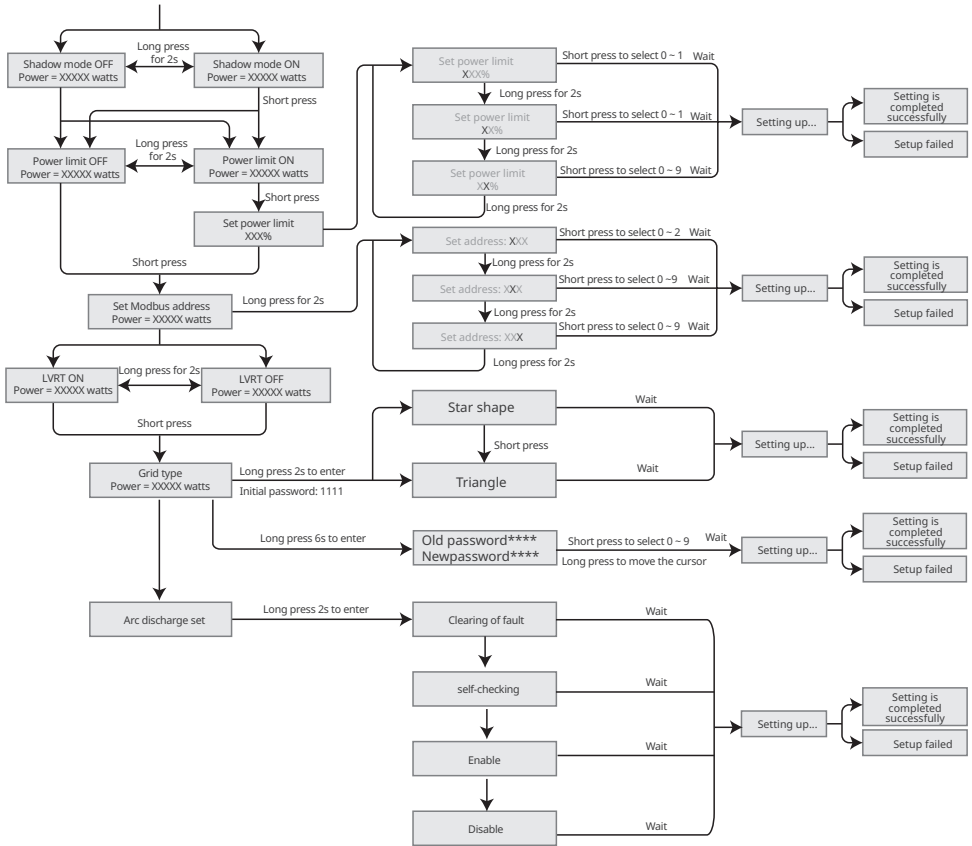 Long press
for 2s
Shadow mode OFF
Power = XXXXX watts
Shadow mode ON
Power = XXXXX watts
Short press
Long press
for 2s
Power limit OFF
Power = XXXXX watts
Power limit ON
Power = XXXXX watts
Short press
Set power limit
XXX%
Short press
Set Modbus address
Power = XXXXX watts
Long press for 2s
LVRT ON
Power = XXXXX watts
Long press for 2s
LVRT OFF
Power = XXXXX watts
Short press
Grid type
Power = XXXXX watts
Long press 2s to enter
Initial password: 1111
Long press 6s to enter
Arc discharge set
Long press 2s to enter
Set power limit
XXX%
Short press to select 0 ~ 1 Wait
Long press for 2s
Set power limit
XX%
Short press to select 0 ~ 1 Wait
Long press for 2s
Set power limit
XX%
Short press to select 0 ~ 9 Wait
Long press for 2s
Setting up...
Setting is
completed
successfully
Setup failed
Set address: XXX
Short press to select 0 ~ 2 Wait
Long press for 2s
Set address: XXX
Short press to select 0 ~9 Wait
Long press for 2s
Set address: XXX
Short press to select 0 ~ 9 Wait
Long press for 2s
Setting up...
Setting is
completed
successfully
Setup failed
Star shape
Wait
Short press
Triangle
Wait
Setting up...
Setting is
completed
successfully
Setup failed
Old password****
Newpassword****
Short press to select 0 ~ 9 Wait
Long press to move the cursor
Setting up...
Setting is
completed
successfully
Setup failed
Clearing of fault
Wait
self-checking
Wait
Enable
Wait
Disable
Wait
Setting up...
Setting is
completed
successfully
Setup failed